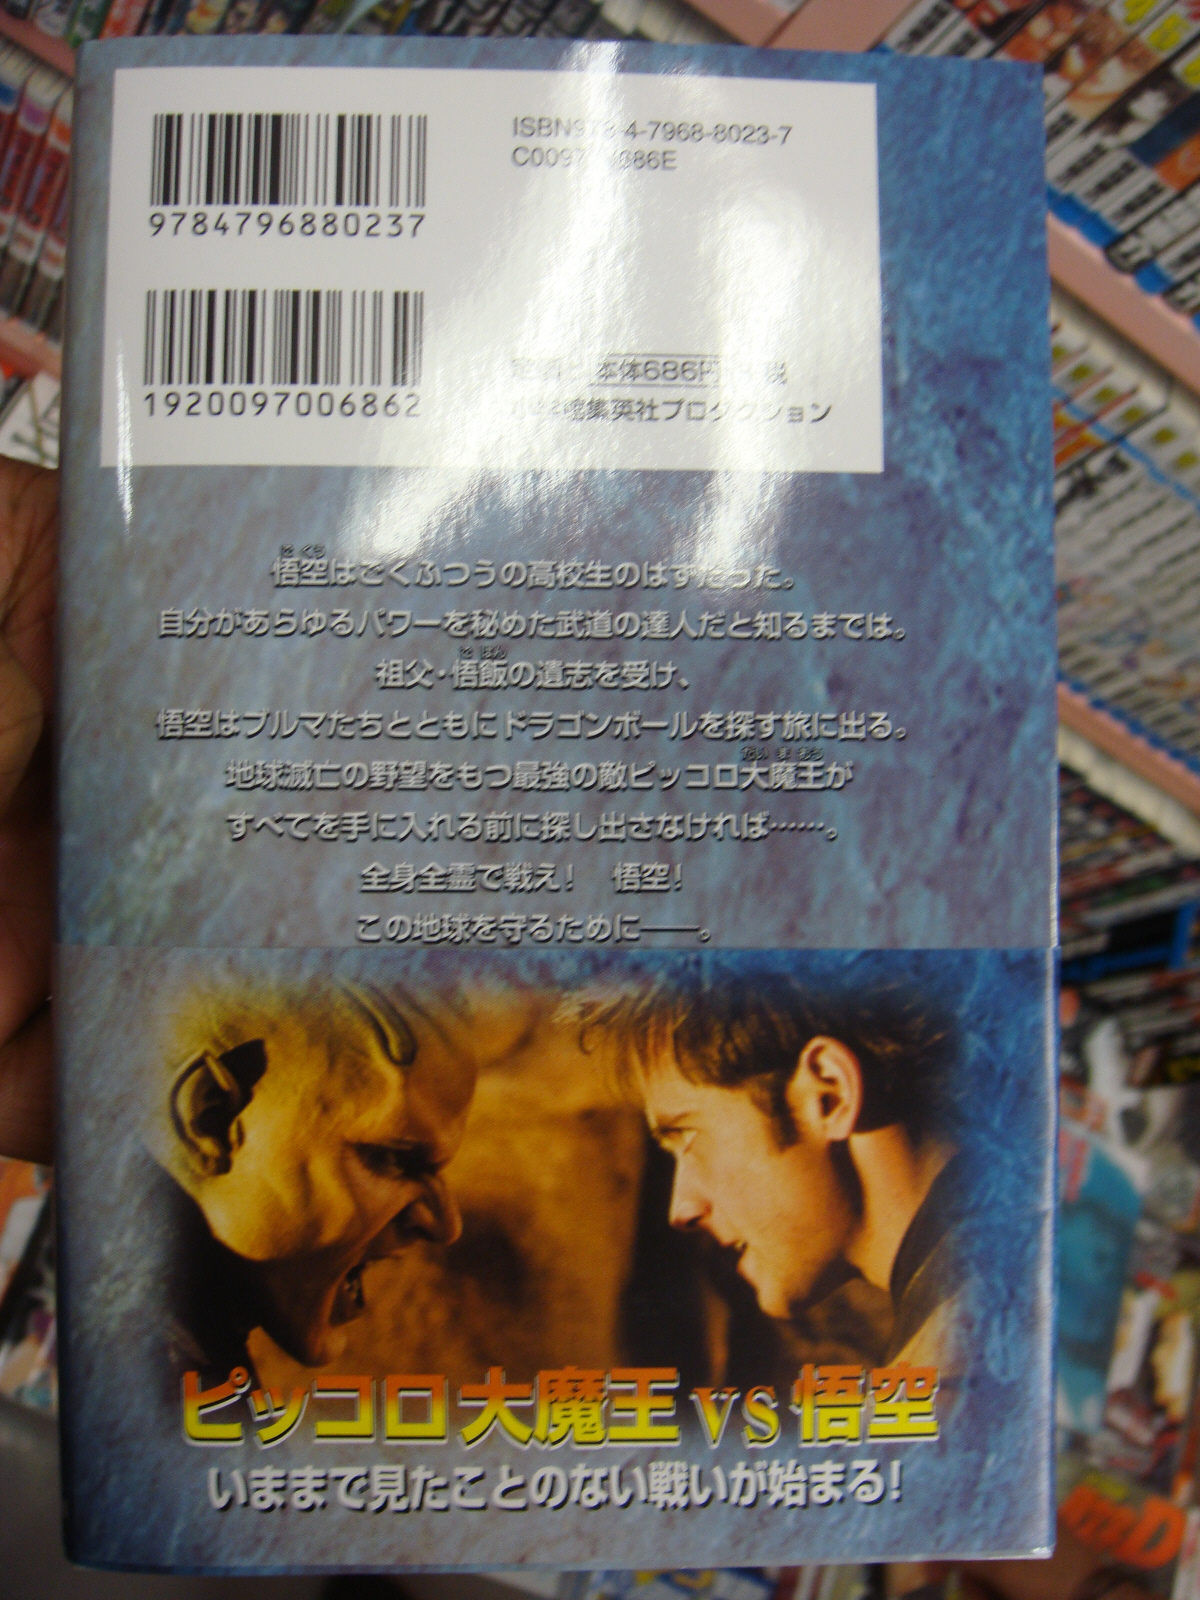 ISBN978-4-7968-8023-7
C0097 ¥686E
9784796880237
1920097006862
定価：本体686円＋税
小学館集英社プロダクション
悟空はごくふつうの高校生のはずだった。
自分があらゆるパワーを秘めた武道の達人だと知るまでは。
祖父・悟飯の遺志を受け、
悟空はブルマたちとともにドラゴンボールを探す旅に出る。
地球滅亡の野望をもつ最強の敵ピッコロ大魔王が
すべてを手に入れる前に探し出さなければ……。
全身全霊で戦え！　悟空！
この地球を守るために――。
ピッコロ大魔王 VS 悟空
いままで見たことのない戦いが始まる！